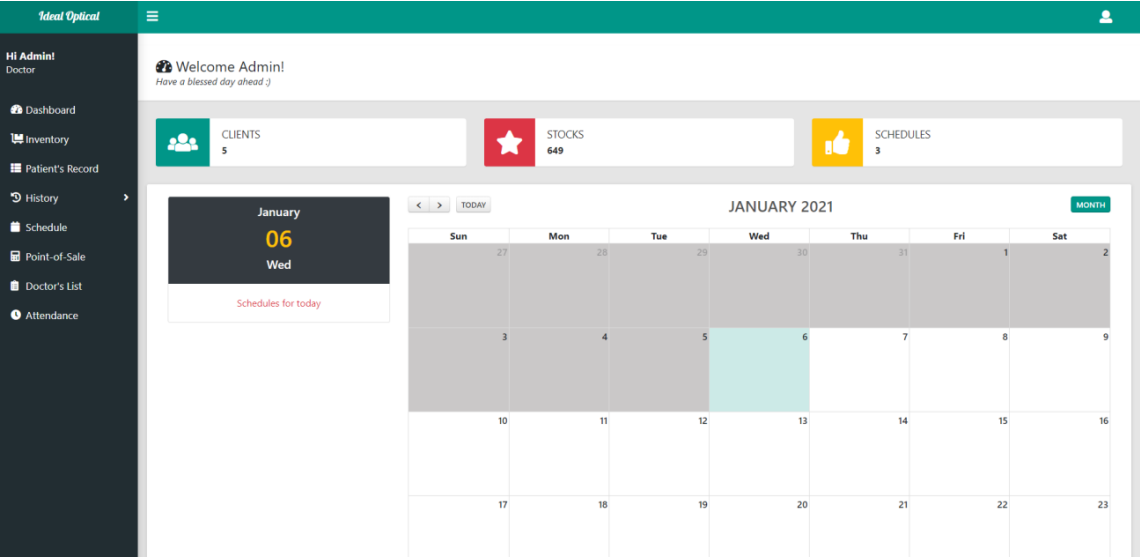 Ideal Optical
Hi Admin!
Doctor
Dashboard
Inventory
Patient's Record
History
Schedule
Point-of-Sale
Doctor's List
Attendance
Welcome Admin!
Have a blessed day ahead :)
CLIENTS
5
STOCKS
649
SCHEDULES
3
January
06
Wed
Schedules for today
TODAY
JANUARY 2021
MONTH
Sun Mon Tue Wed Thu Fri Sat
27 28 29 30 31 1 2
3 4 5 6 7 8 9
10 11 12 13 14 15 16
17 18 19 20 21 22 23